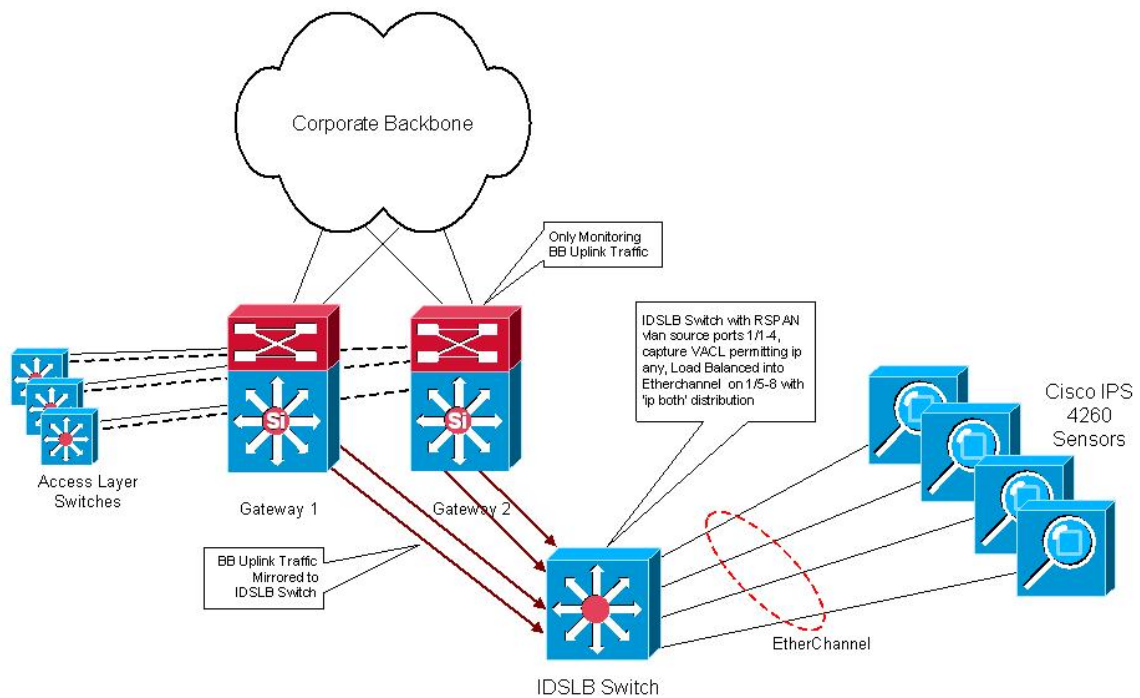 Corporate Backbone
Only Monitoring
BB Uplink Traffic
IDSLB Switch with RSPAN
vlan source ports 1/1-4,
capture VACL permitting ip
any, Load Balanced into
Etherchannel on 1/5-8 with
'ip both' distribution
Cisco IPS
4260
Sensors
Si
Si
Access Layer
Switches
Gateway 1
Gateway 2
BB Uplink Traffic
Mirrored to
IDSLB Switch
EtherChannel
IDSLB Switch